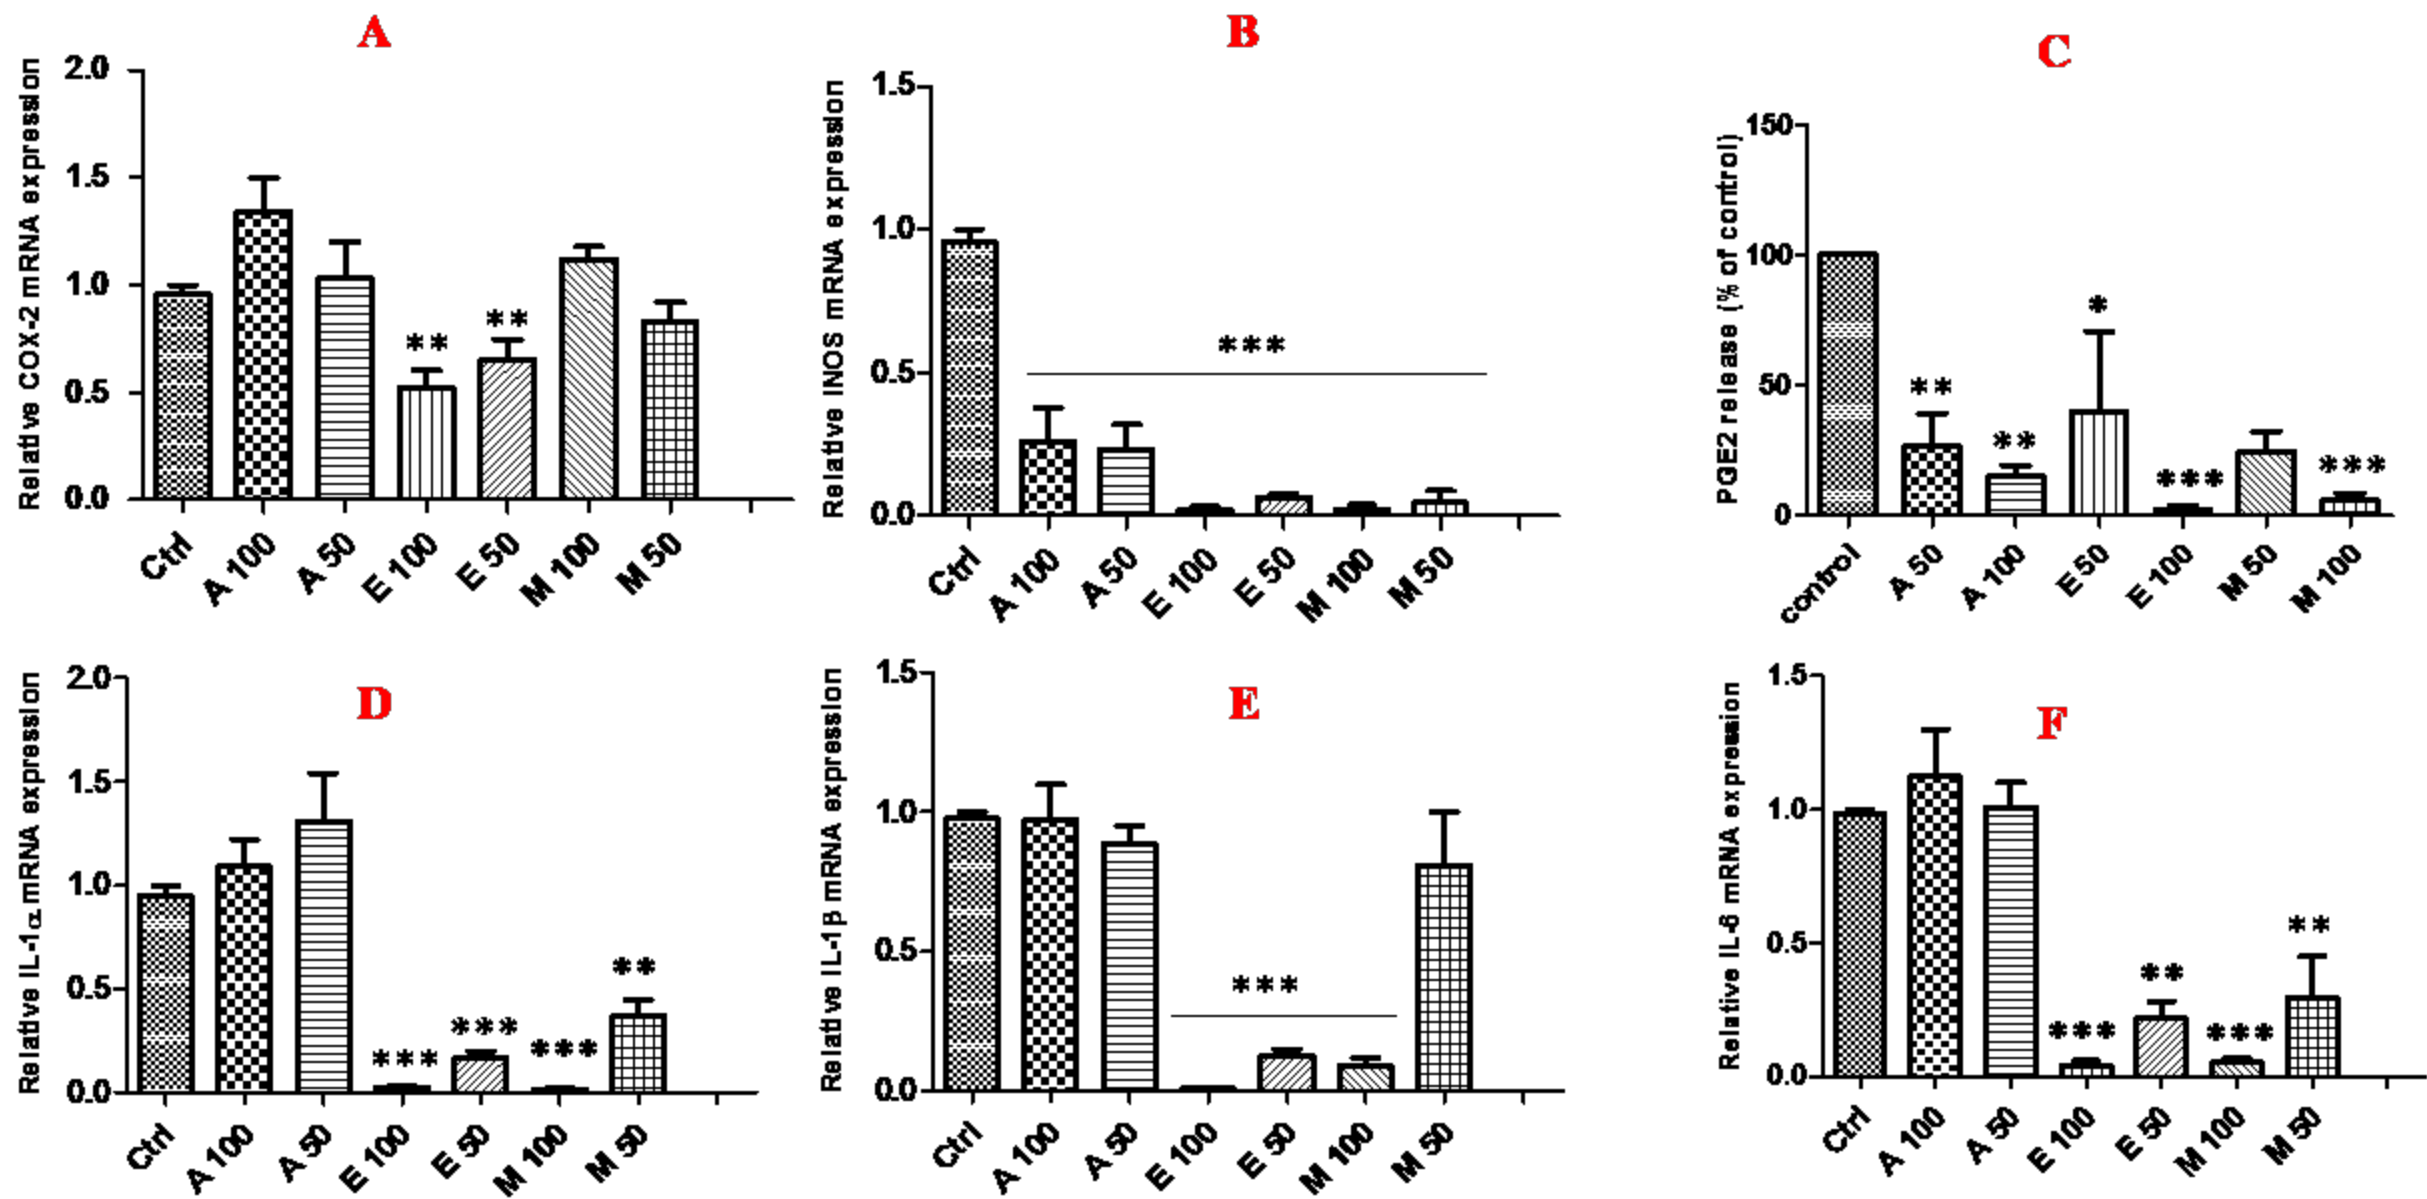 A
Relative COX-2 mRNA expression
2.0
1.5
1.0
0.5
0.0
** **
Ctrl A 100 A 50 E 100 E 50 M 100 M 50
B
Relative INOS mRNA expression
1.5
1.0
0.5
0.0
***
Ctrl A 100 A 50 E 100 E 50 M 100 M 50
C
PGE2 release (% of control)
150
100
50
0
** ** * *** ***
control A 50 A 100 E 50 E 100 M 50 M 100
D
Relative IL-1α mRNA expression
2.0
1.5
1.0
0.5
0.0
*** *** *** **
Ctrl A 100 A 50 E 100 E 50 M 100 M 50
E
Relative IL-1β mRNA expression
1.5
1.0
0.5
0.0
***
Ctrl A 100 A 50 E 100 E 50 M 100 M 50
F
Relative IL-6 mRNA expression
1.5
1.0
0.5
0.0
*** ** *** **
Ctrl A 100 A 50 E 100 E 50 M 100 M 50